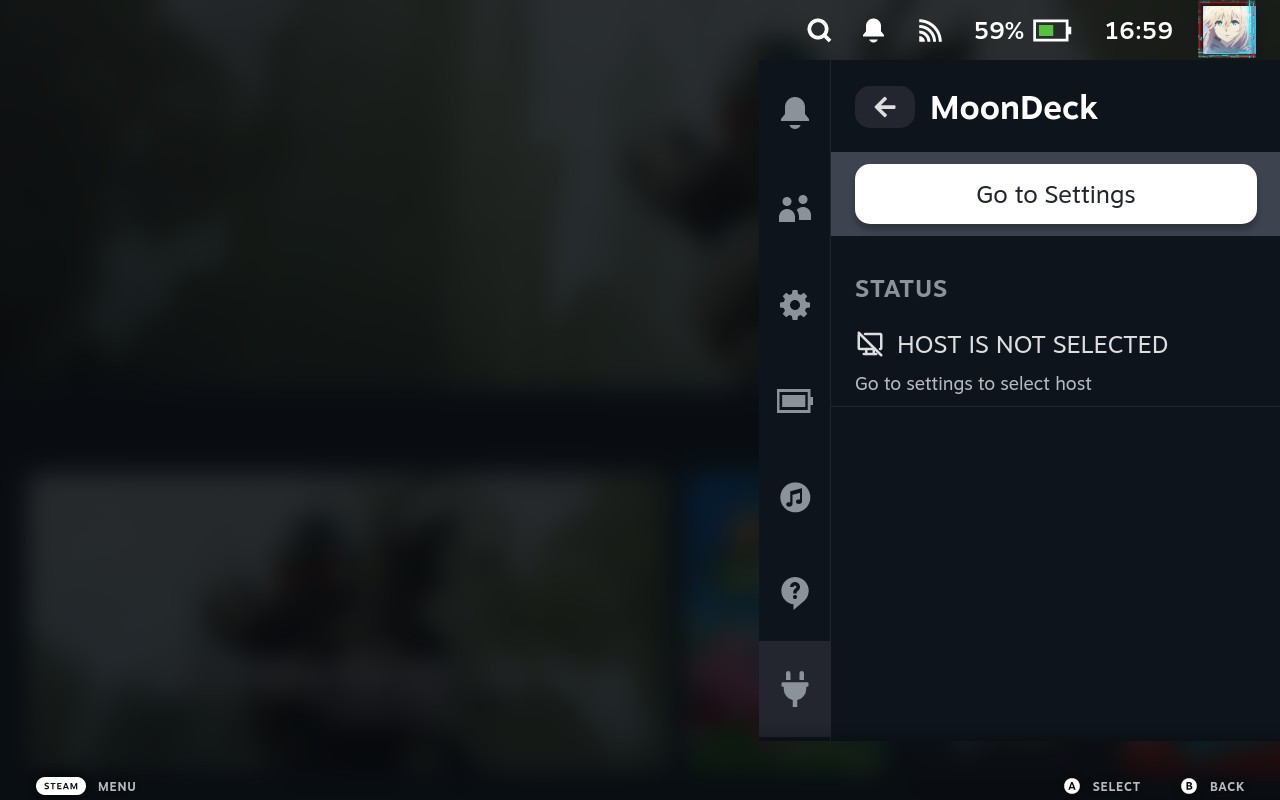 59% 16:59
MoonDeck
Go to Settings
STATUS
HOST IS NOT SELECTED
Go to settings to select host
STEAM MENU
A SELECT B BACK